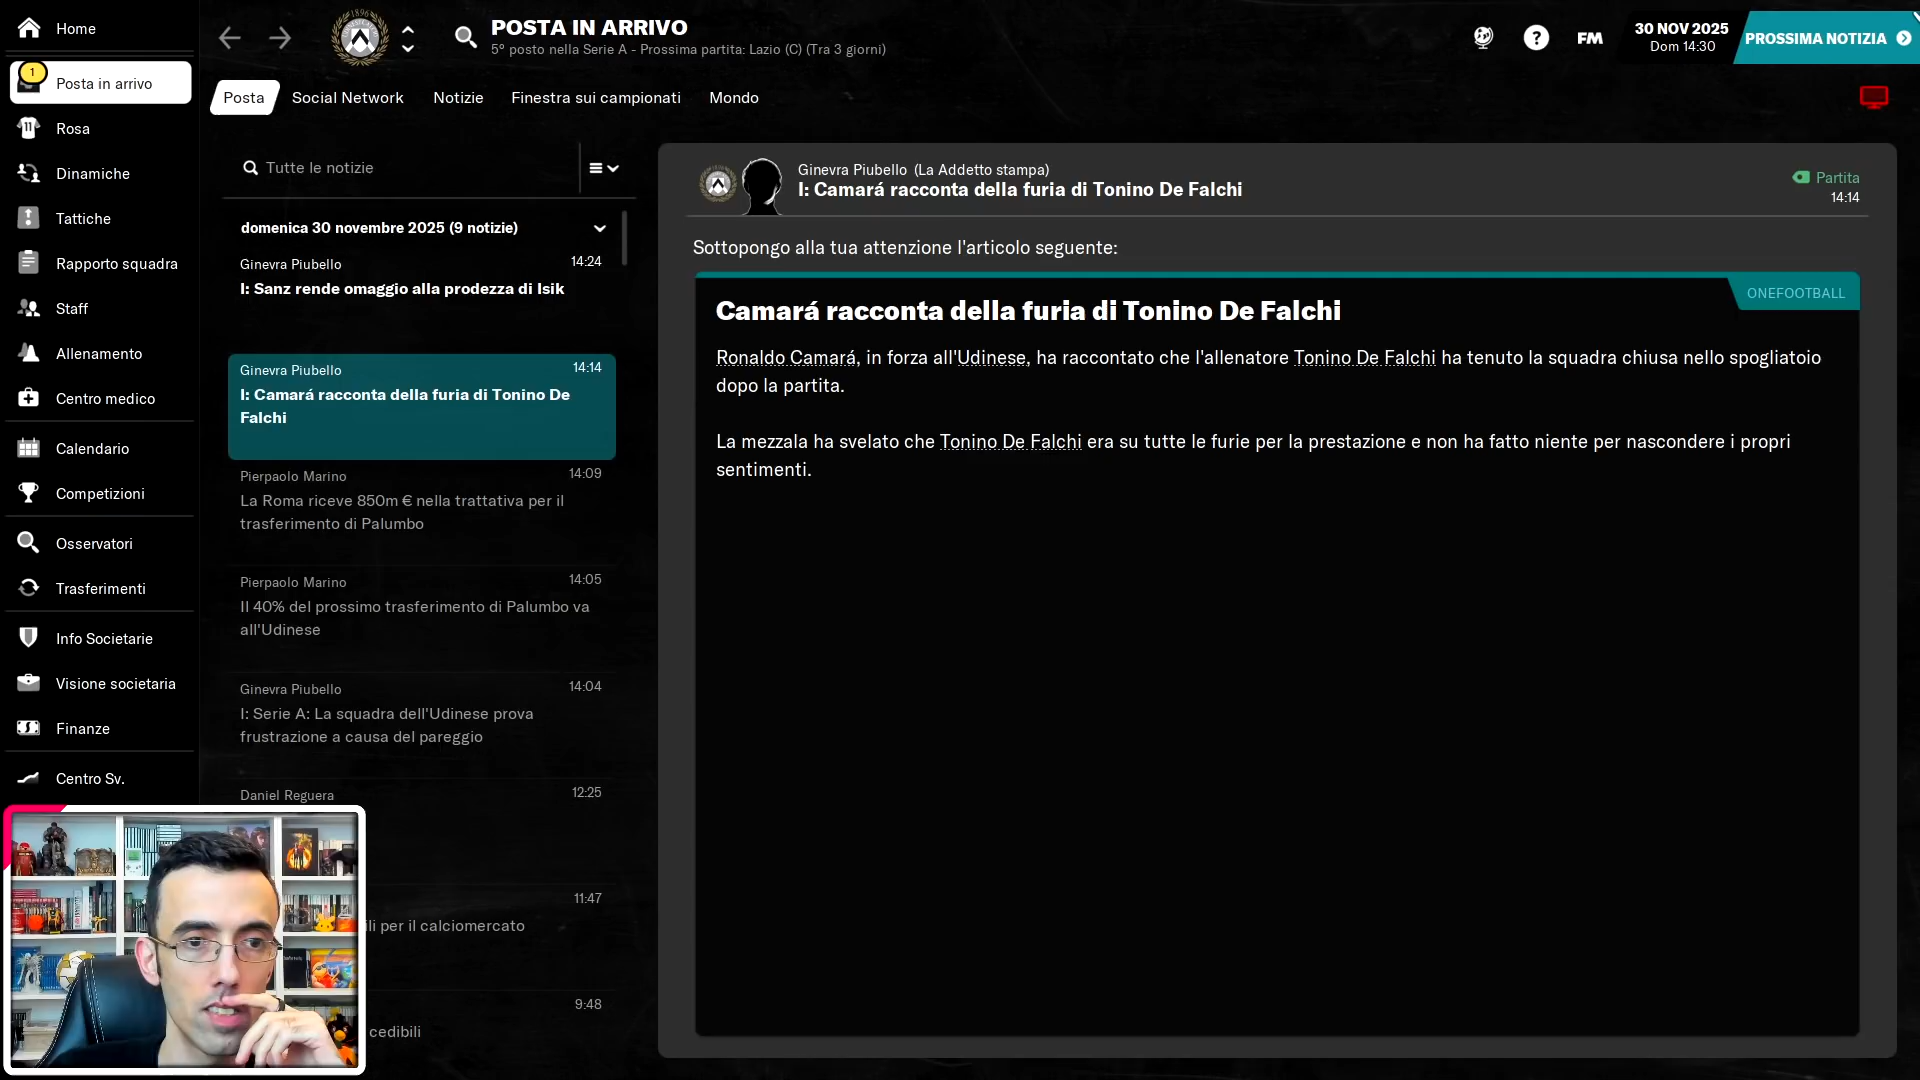 Home
1
Posta in arrivo
Rosa
Dinamiche
Tattiche
Rapporto squadra
Staff
Allenamento
Centro medico
Calendario
Competizioni
Osservatori
Trasferimenti
Info Societarie
Visione societaria
Finanze
Centro Sv.
1896
POSTA IN ARRIVO
5° posto nella Serie A - Prossima partita: Lazio (C) (Tra 3 giorni)
?
FM
30 NOV 2025
Dom 14:30
PROSSIMA NOTIZIA
Posta
Social Network
Notizie
Finestra sui campionati
Mondo
Tutte le notizie
domenica 30 novembre 2025 (9 notizie)
Ginevra Piubello
14:24
I: Sanz rende omaggio alla prodezza di Isik
Ginevra Piubello
14:14
I: Camará racconta della furia di Tonino De
Falchi
Pierpaolo Marino
14:09
La Roma riceve 850m € nella trattativa per il
trasferimento di Palumbo
Pierpaolo Marino
14:05
Il 40% del prossimo trasferimento di Palumbo va
all'Udinese
Ginevra Piubello
14:04
I: Serie A: La squadra dell'Udinese prova
frustrazione a causa del pareggio
Daniel Reguera
12:25
11:47
ili per il calciomercato
9:48
cedibili
Ginevra Piubello (La Addetto stampa)
I: Camará racconta della furia di Tonino De Falchi
Partita
14:14
Sottopongo alla tua attenzione l'articolo seguente:
ONEFOOTBALL
Camará racconta della furia di Tonino De Falchi
Ronaldo Camará, in forza all'Udinese, ha raccontato che l'allenatore Tonino De Falchi ha tenuto la squadra chiusa nello spogliatoio
dopo la partita.
La mezzala ha svelato che Tonino De Falchi era su tutte le furie per la prestazione e non ha fatto niente per nascondere i propri
sentimenti.